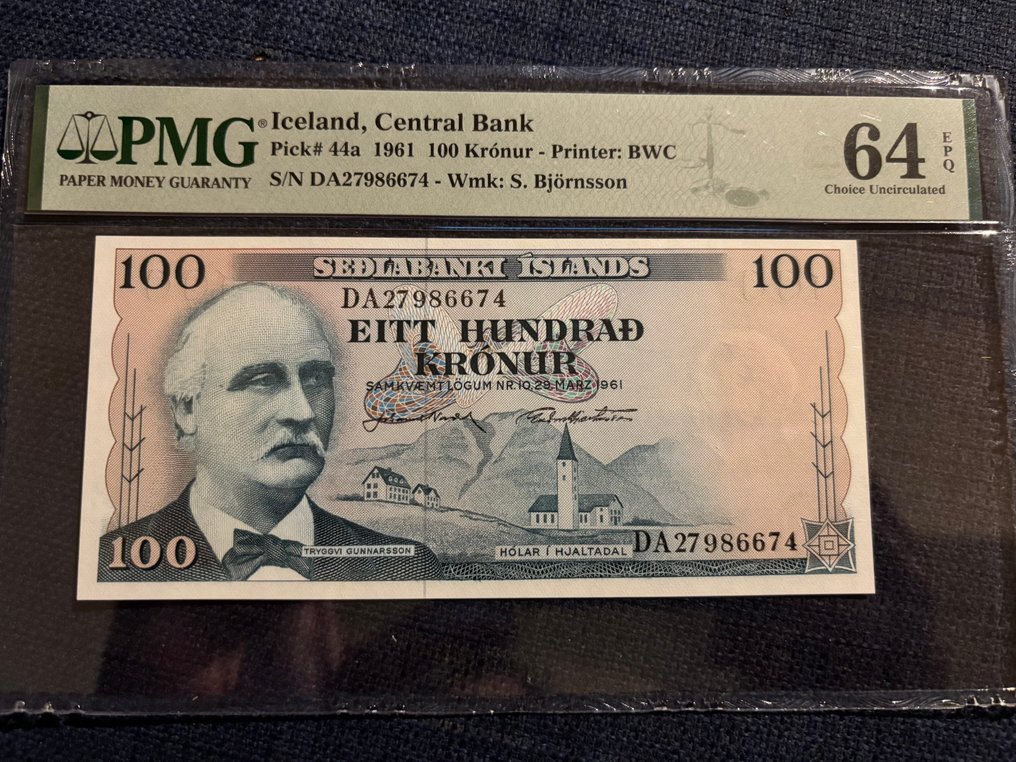 PMG® Iceland, Central Bank
Pick# 44a 1961 100 Krónur - Printer: BWC
PAPER MONEY GUARANTY S/N DA27986674 - Wmk: S. Björnsson
64 EPQ
Choice Uncirculated
100 SEÐLABANKI ÍSLANDS 100
DA27986674
EITT HUNDRAÐ
KRÓNUR
SAMKVÆMT LÖGUM NR. 10, 29. MARZ 1961
TRYGGVI GUNNARSSON
HÓLAR Í HJALTADAL
DA27986674
100